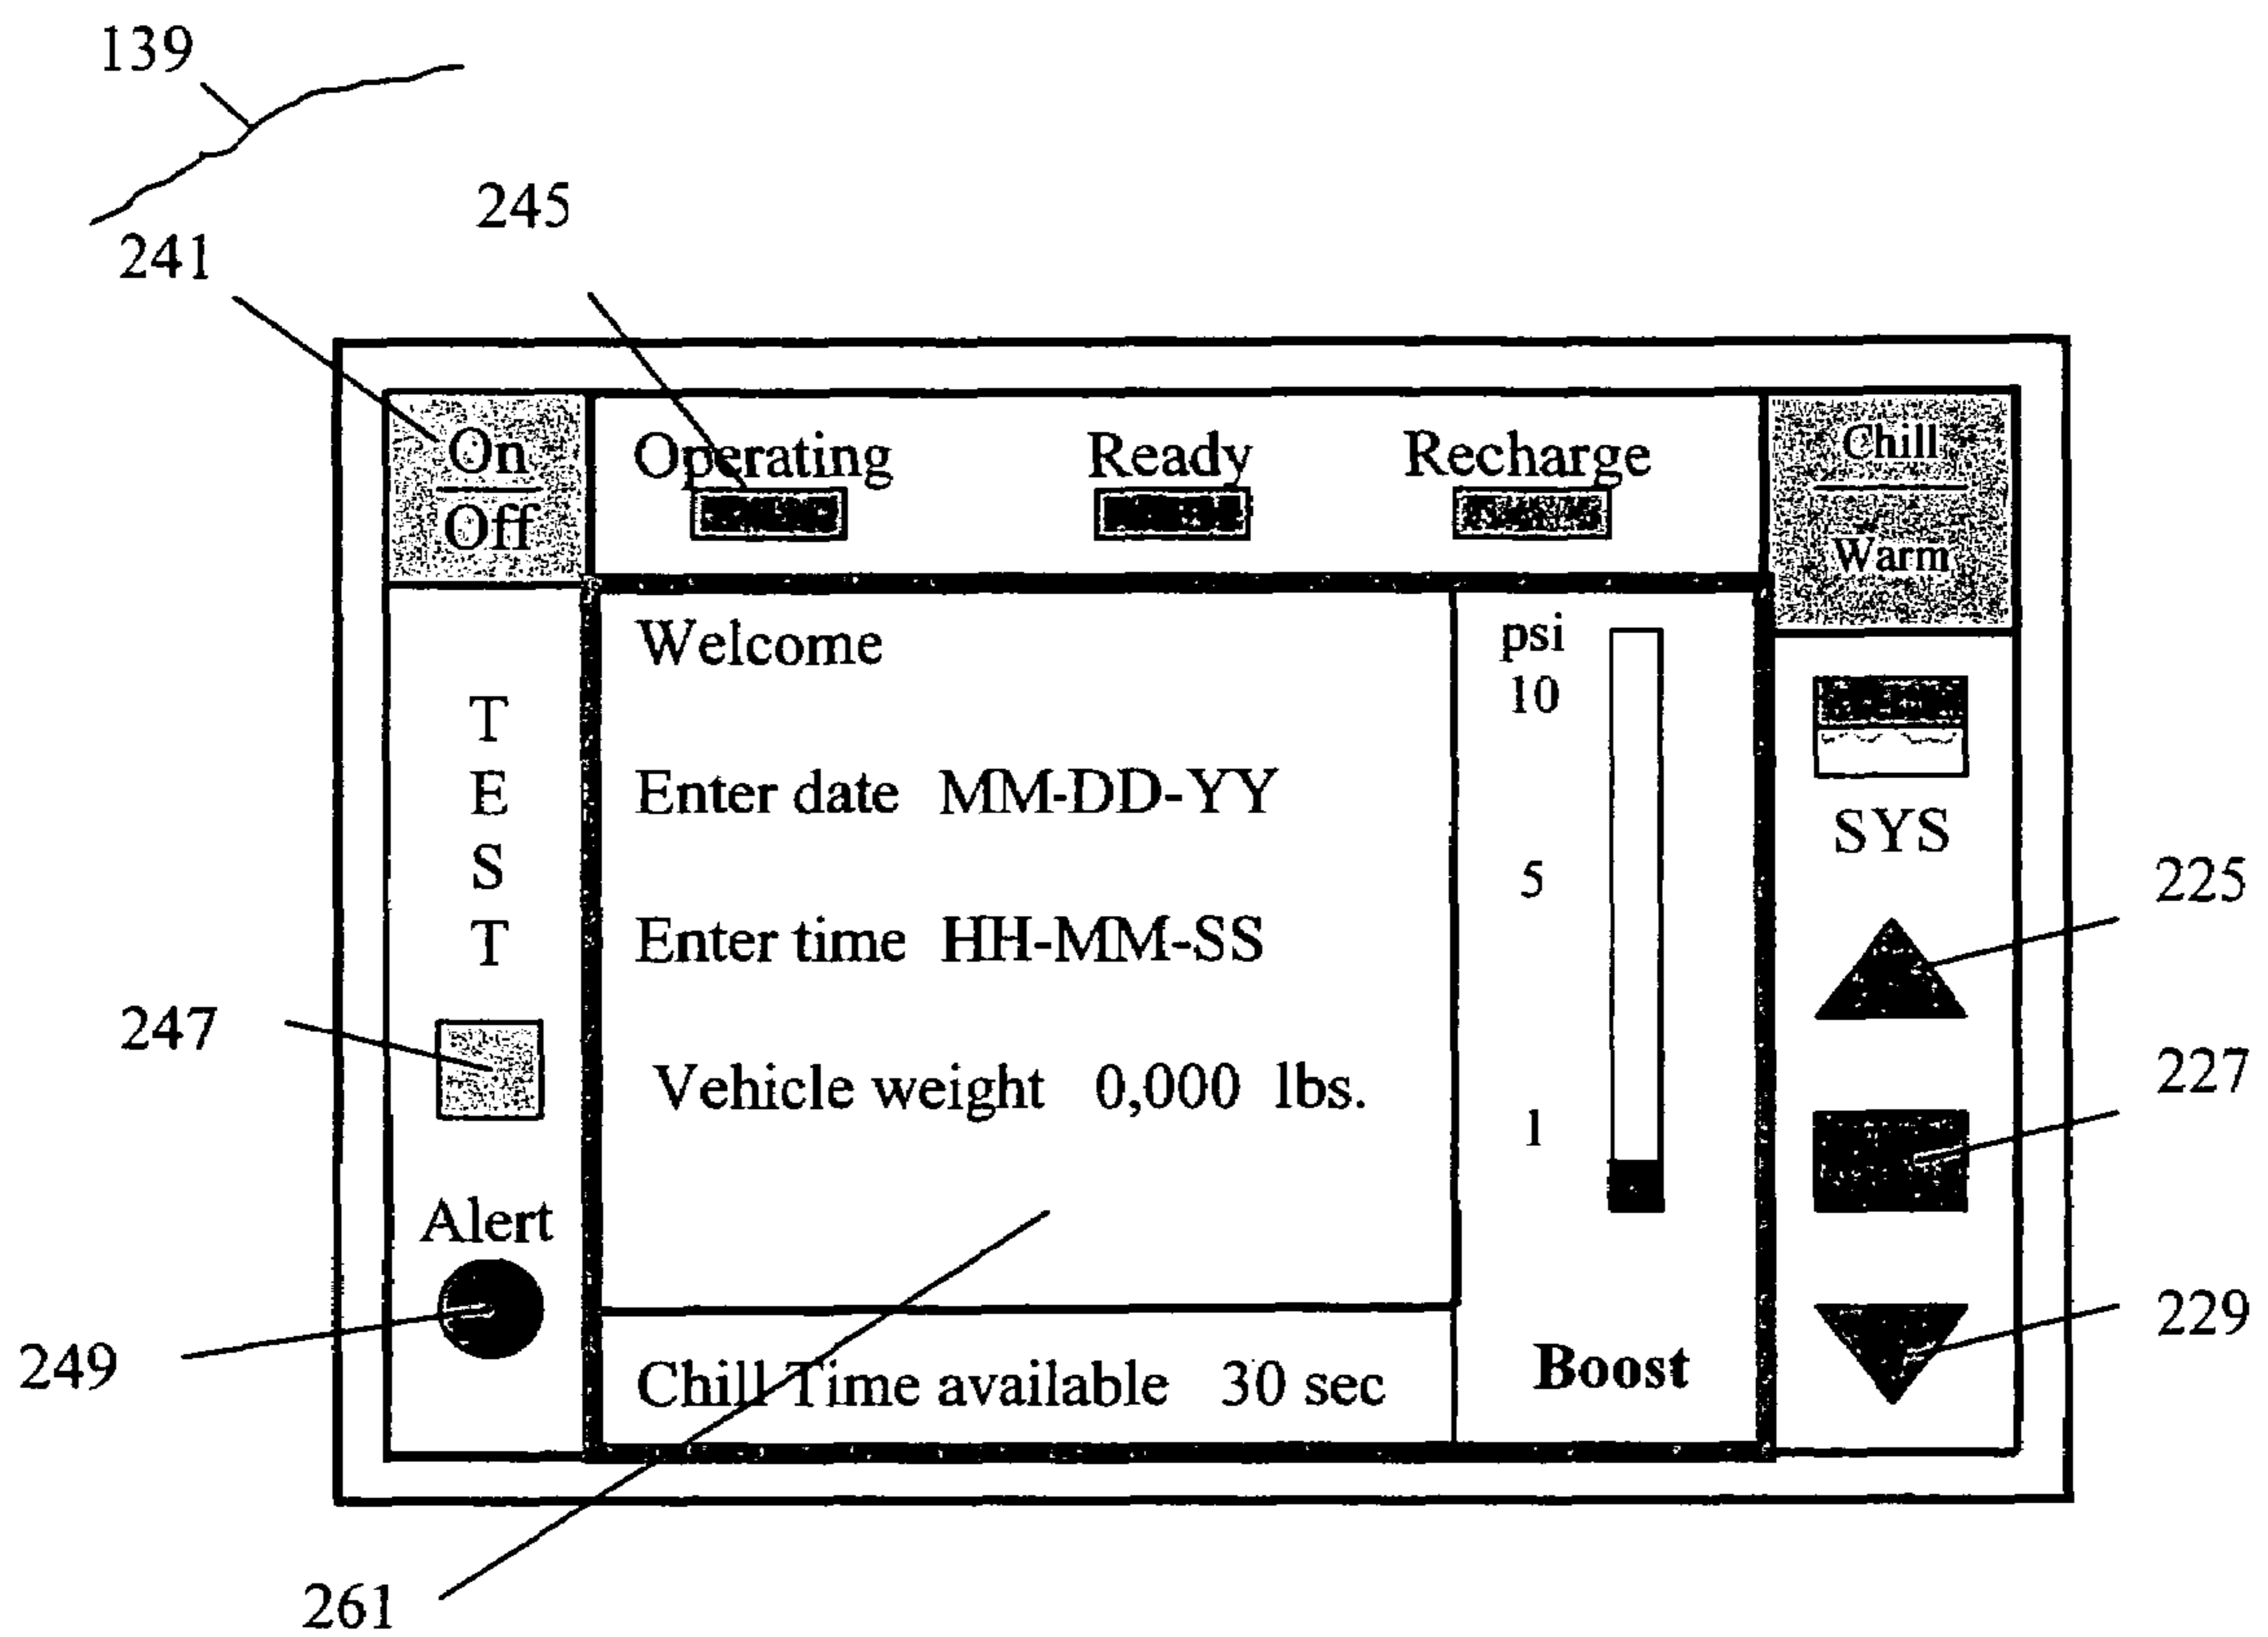 139
241
245
On
Off
Operating
Ready
Recharge
Chill
Warm
TEST
247
Alert
249
Welcome
Enter date MM-DD-YY
Enter time HH-MM-SS
Vehicle weight 0,000 lbs.
Chill Time available 30 sec
psi
10
5
1
Boost
SYS
225
227
229
261